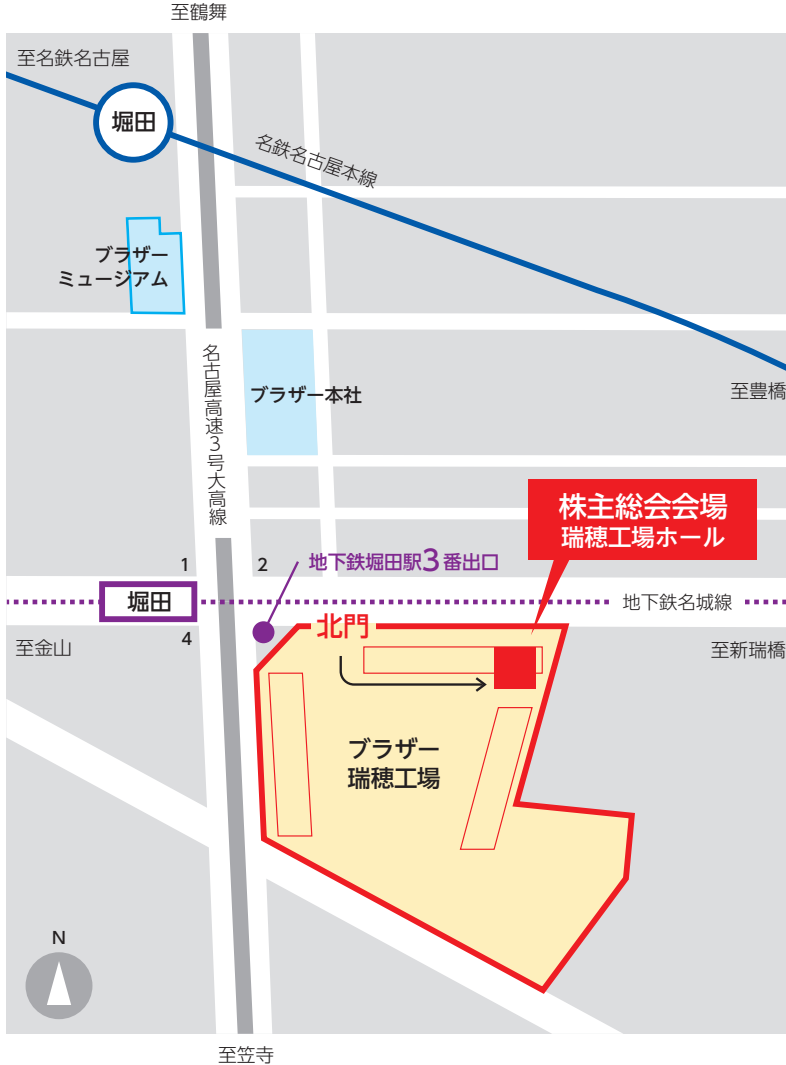 至鶴舞
至名鉄名古屋
堀田
名鉄名古屋本線
ブラザー
ミュージアム
名古屋高速3号大高線
ブラザー本社
至豊橋
株主総会会場
瑞穂工場ホール
1
2
地下鉄堀田駅3番出口
堀田
地下鉄名城線
4
至金山
北門
至新瑞橋
ブラザー
瑞穂工場
N
至笠寺